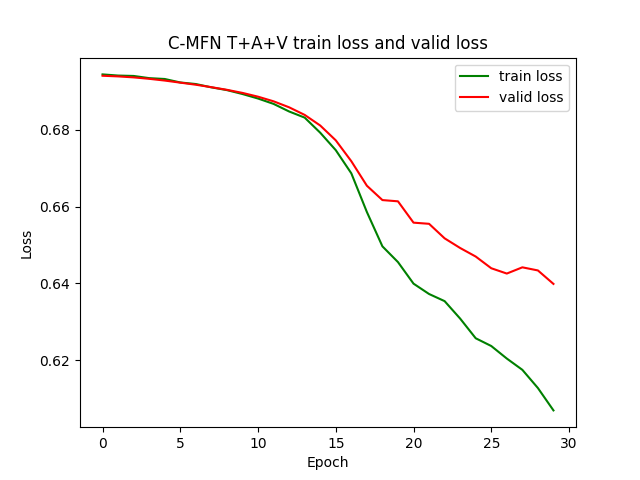 C-MFN T+A+V train loss and valid loss
train loss
valid loss
0.68
0.66
0.64
0.62
Loss
0 5 10 15 20 25 30
Epoch